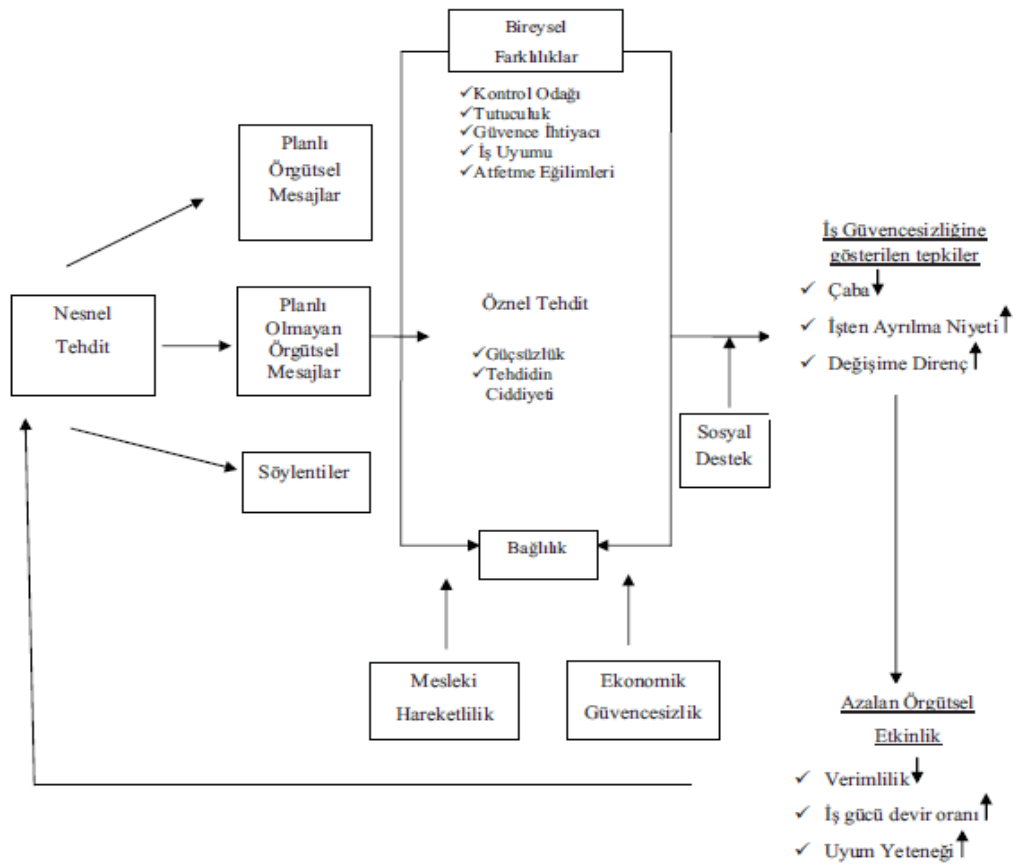 Bireysel
Farklılıklar
✓Kontrol Odağı
✓Tutuculuk
✓Güvence İhtiyacı
✓ İş Uyumu
✓Atfetme Eğilimleri
Planlı
Örgütsel
Mesajlar
Nesnel
Tehdit
Planlı
Olmayan
Örgütsel
Mesajlar
Söylentiler
Öznel Tehdit
✓Güçsüzlük
✓Tehdidin
Ciddiyeti
Bağlılık
Mesleki
Hareketlilik
Ekonomik
Güvencesizlik
Sosyal
Destek
İş Güvencesizliğine
gösterilen tepkiler
✓ Çaba
✓ İşten Ayrılma Niyeti
✓ Değişime Direnç
Azalan Örgütsel
Etkinlik
✓ Verimlilik
✓ İş gücü devir oranı
✓ Uyum Yeteneği